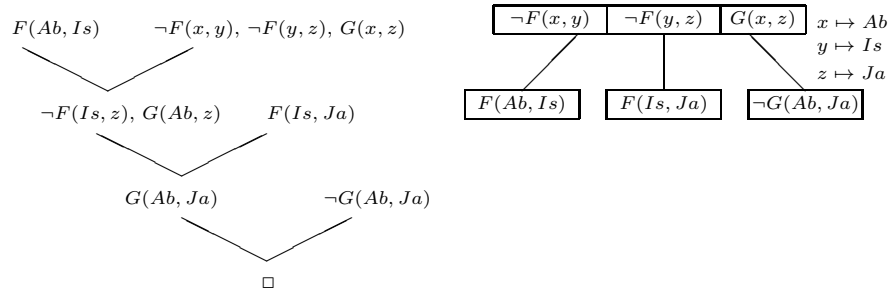 F(Ab, Is) ¬F(x, y), ¬F(y, z), G(x, z)
¬F(Is, z), G(Ab, z) F(Is, Ja)
G(Ab, Ja) ¬G(Ab, Ja)
□
¬F(x, y) ¬F(y, z) G(x, z) x ↦ Ab
y ↦ Is
z ↦ Ja
F(Ab, Is) F(Is, Ja) ¬G(Ab, Ja)